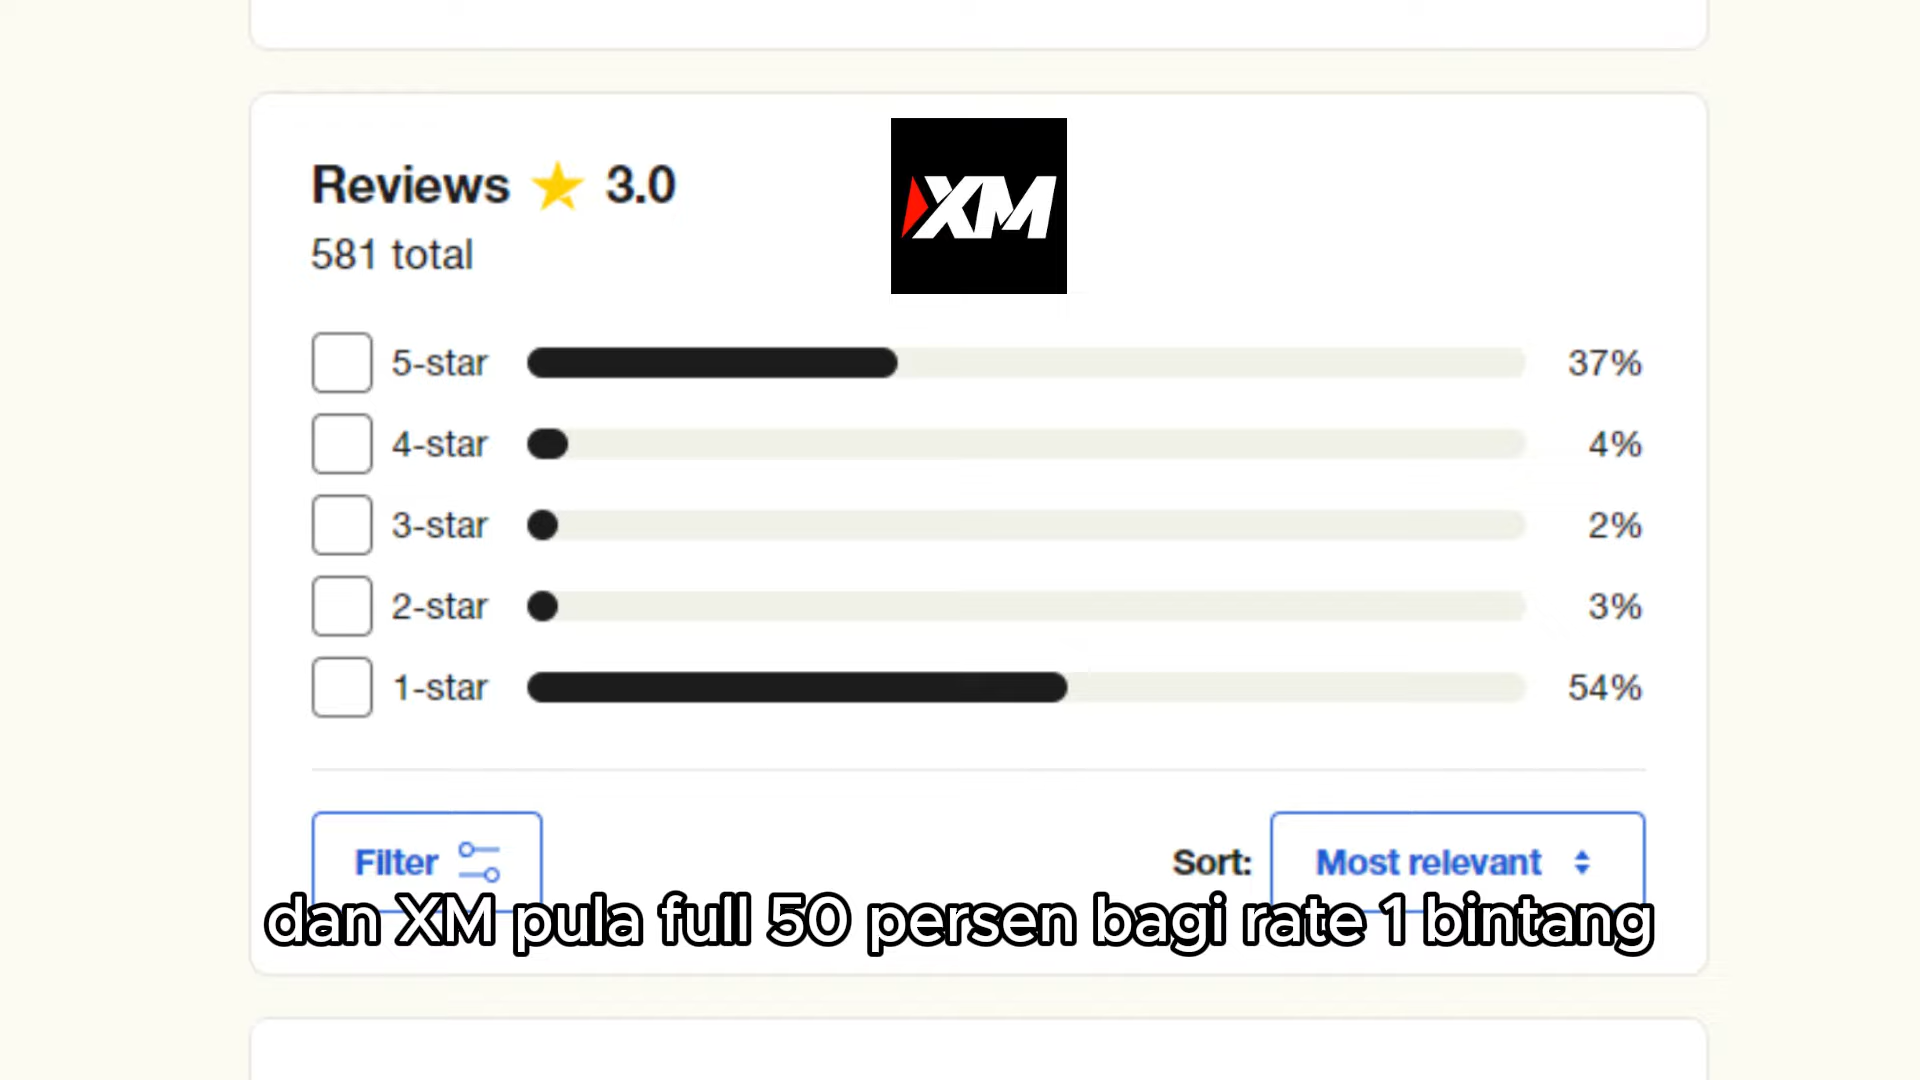 Reviews 3.0
XM
581 total
5-star 37%
4-star 4%
3-star 2%
2-star 3%
1-star 54%
Filter Sort: Most relevant
dan XM pula full 50 persen bagi rate 1 bintang